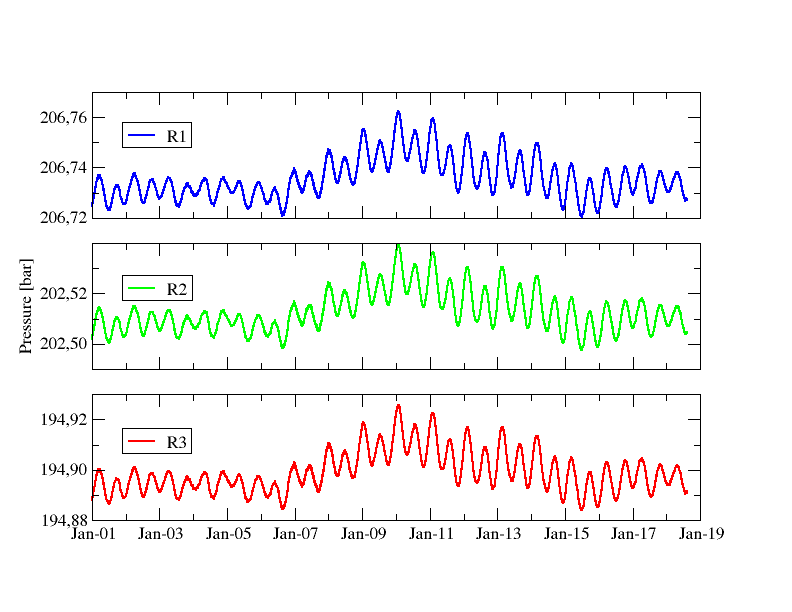 206,76
R1
206,74
206,72
Pressure [bar]
R2
202,52
202,50
194,92
R3
194,90
194,88
Jan-01 Jan-03 Jan-05 Jan-07 Jan-09 Jan-11 Jan-13 Jan-15 Jan-17 Jan-19